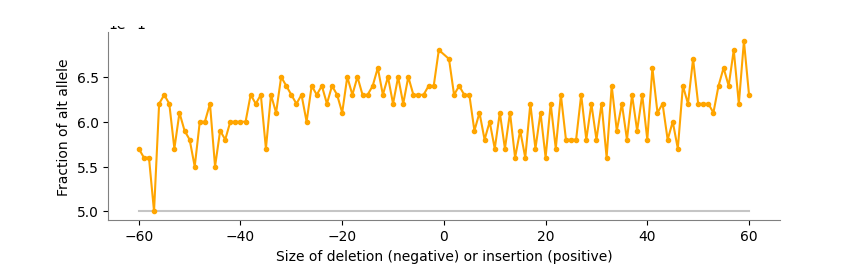 6.5
6.0
5.5
5.0
−60 −40 −20 0 20 40 60
Fraction of alt allele
Size of deletion (negative) or insertion (positive)